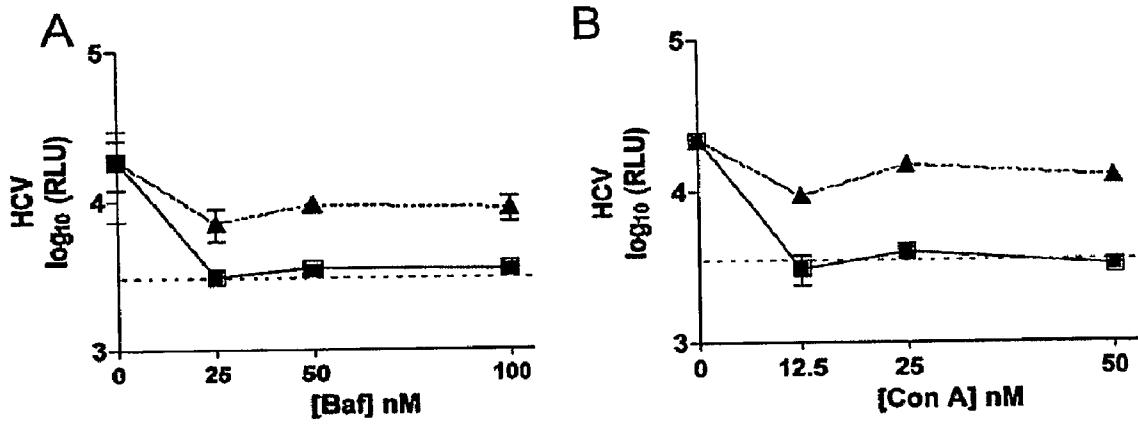 A
5
4
3
HCV
log₁₀ (RLU)
0 25 50 100
[Baf] nM
B
5
4
3
HCV
log₁₀ (RLU)
0 12.5 25 50
[Con A] nM